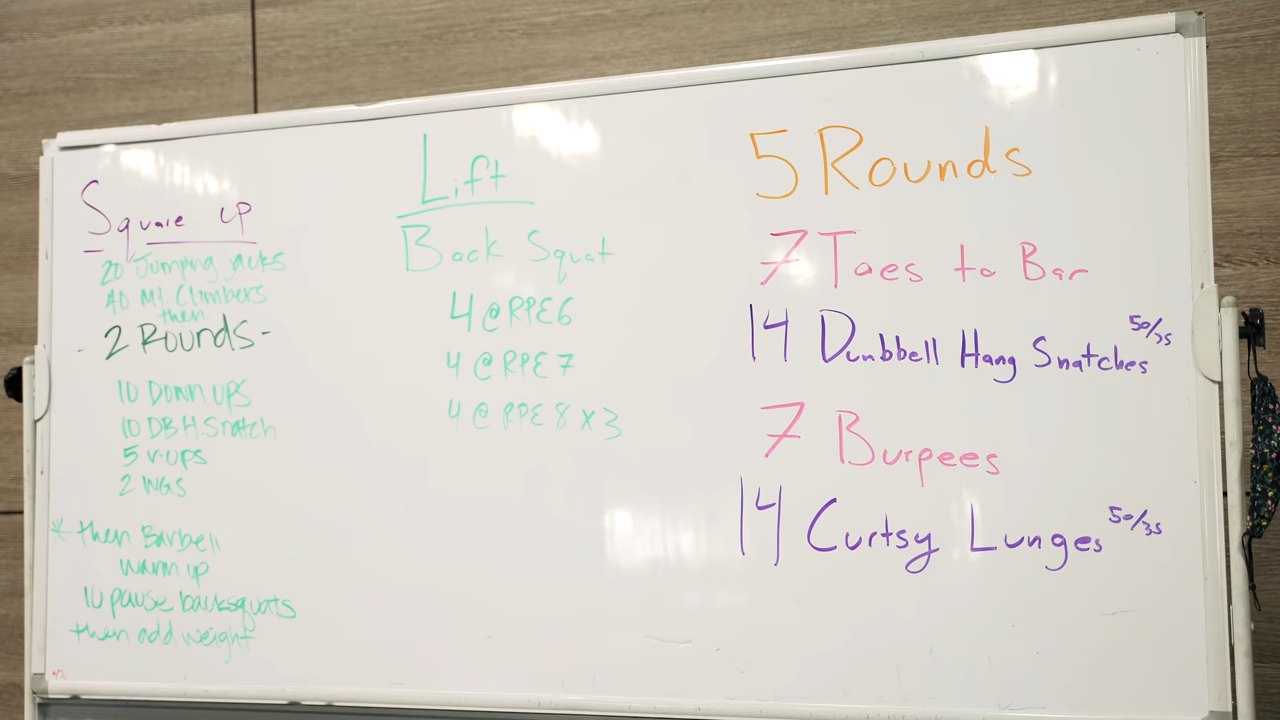 Square up
20 Jumping jacks
40 Mt. Climbers
then
2 Rounds-
10 Down ups
10 DB H.Snatch
5 V-ups
2 WGS
* then Barbell
warm up
10 pause backsquats
then add weight
Lift
Back Squat
4 @ RPE 6
4 @ RPE 7
4 @ RPE 8 x 3
5 Rounds
7 Toes to Bar
14 Dumbbell Hang Snatches 50/35
7 Burpees
14 Curtsy Lunges 50/35